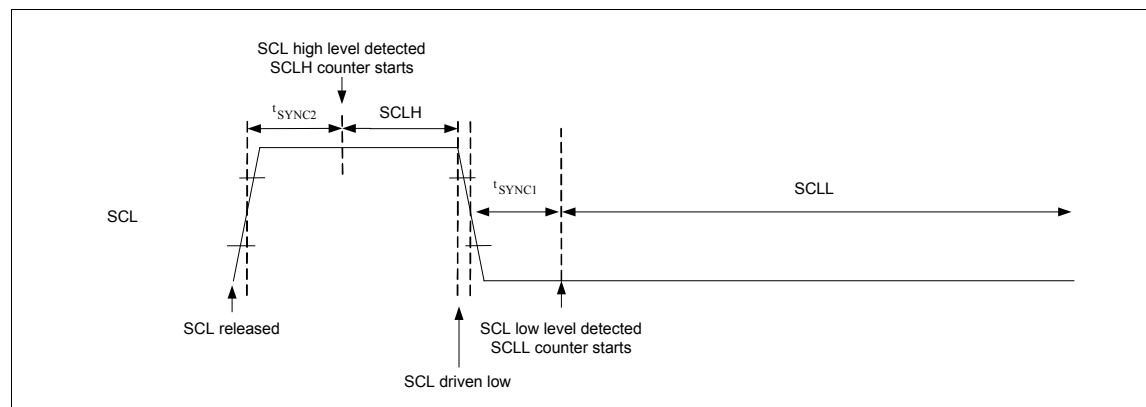 SCL high level detected
SCLH counter starts
tSYNC2
SCLH
tSYNC1
SCLL
SCL
SCL released
SCL low level detected
SCLL counter starts
SCL driven low